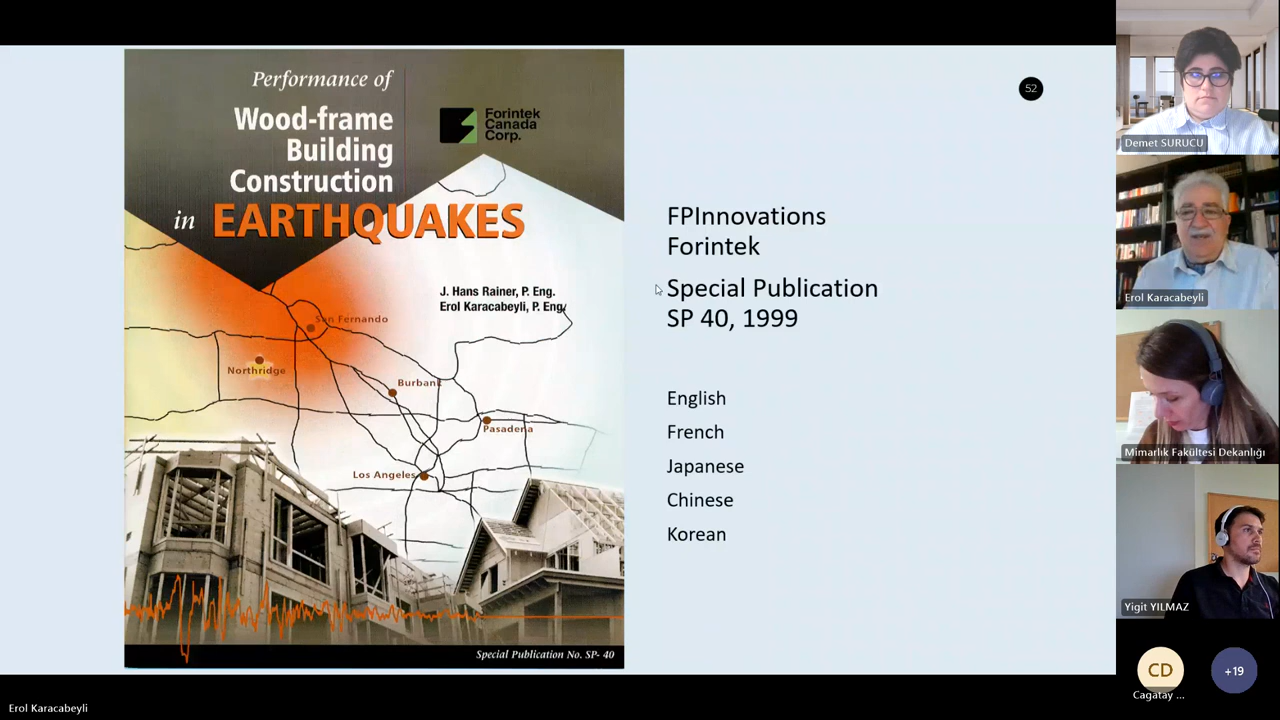 Performance of
Wood-frame
Building
Construction
in EARTHQUAKES
Forintek
Canada
Corp.
J. Hans Rainer, P. Eng.
Erol Karacabeyli, P. Eng.
San Fernando
Northridge
Burbank
Pasadena
Los Angeles
Special Publication No. SP- 40
52
FPInnovations
Forintek
Special Publication
SP 40, 1999
English
French
Japanese
Chinese
Korean
Demet SURUCU
Erol Karacabeyli
Mimarlık Fakültesi Dekanlığı
Yigit YILMAZ
CD
Cagatay ...
+19
Erol Karacabeyli